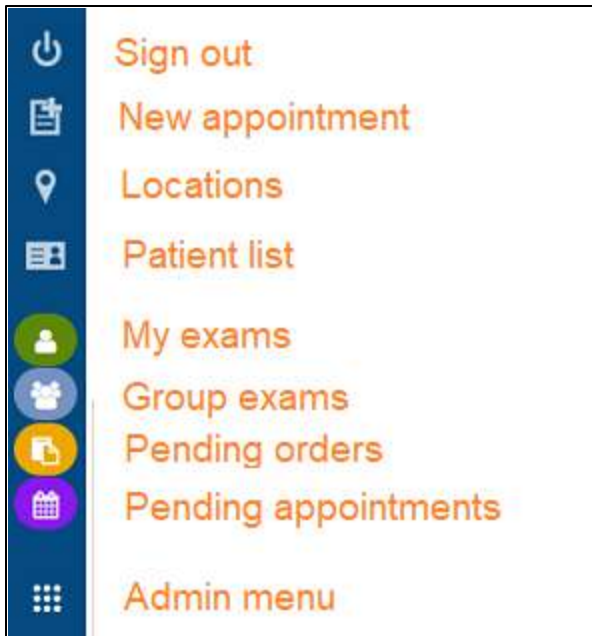 Sign out
New appointment
Locations
Patient list
My exams
Group exams
Pending orders
Pending appointments
Admin menu